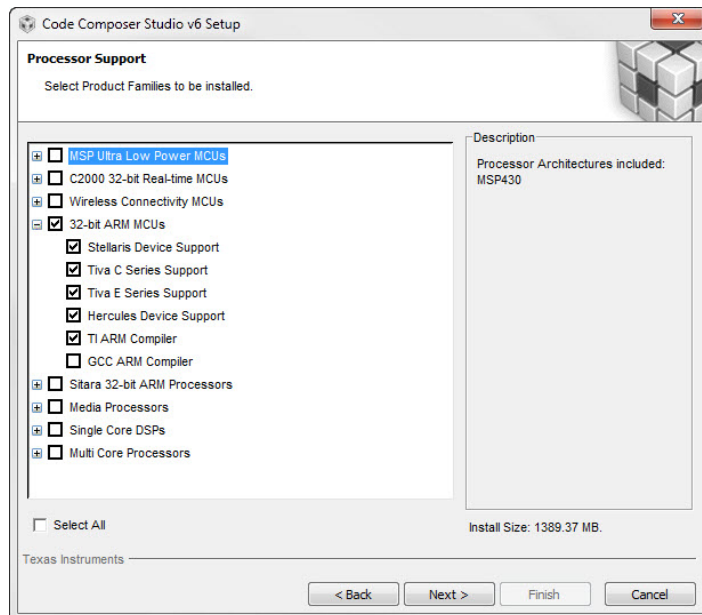 Code Composer Studio v6 Setup
Processor Support
Select Product Families to be installed.
MSP Ultra Low Power MCUs
C2000 32-bit Real-time MCUs
Wireless Connectivity MCUs
32-bit ARM MCUs
Stellaris Device Support
Tiva C Series Support
Tiva E Series Support
Hercules Device Support
TI ARM Compiler
GCC ARM Compiler
Sitara 32-bit ARM Processors
Media Processors
Single Core DSPs
Multi Core Processors
Description
Processor Architectures included:
MSP430
Select All
Install Size: 1389.37 MB.
Texas Instruments
< Back
Next >
Finish
Cancel